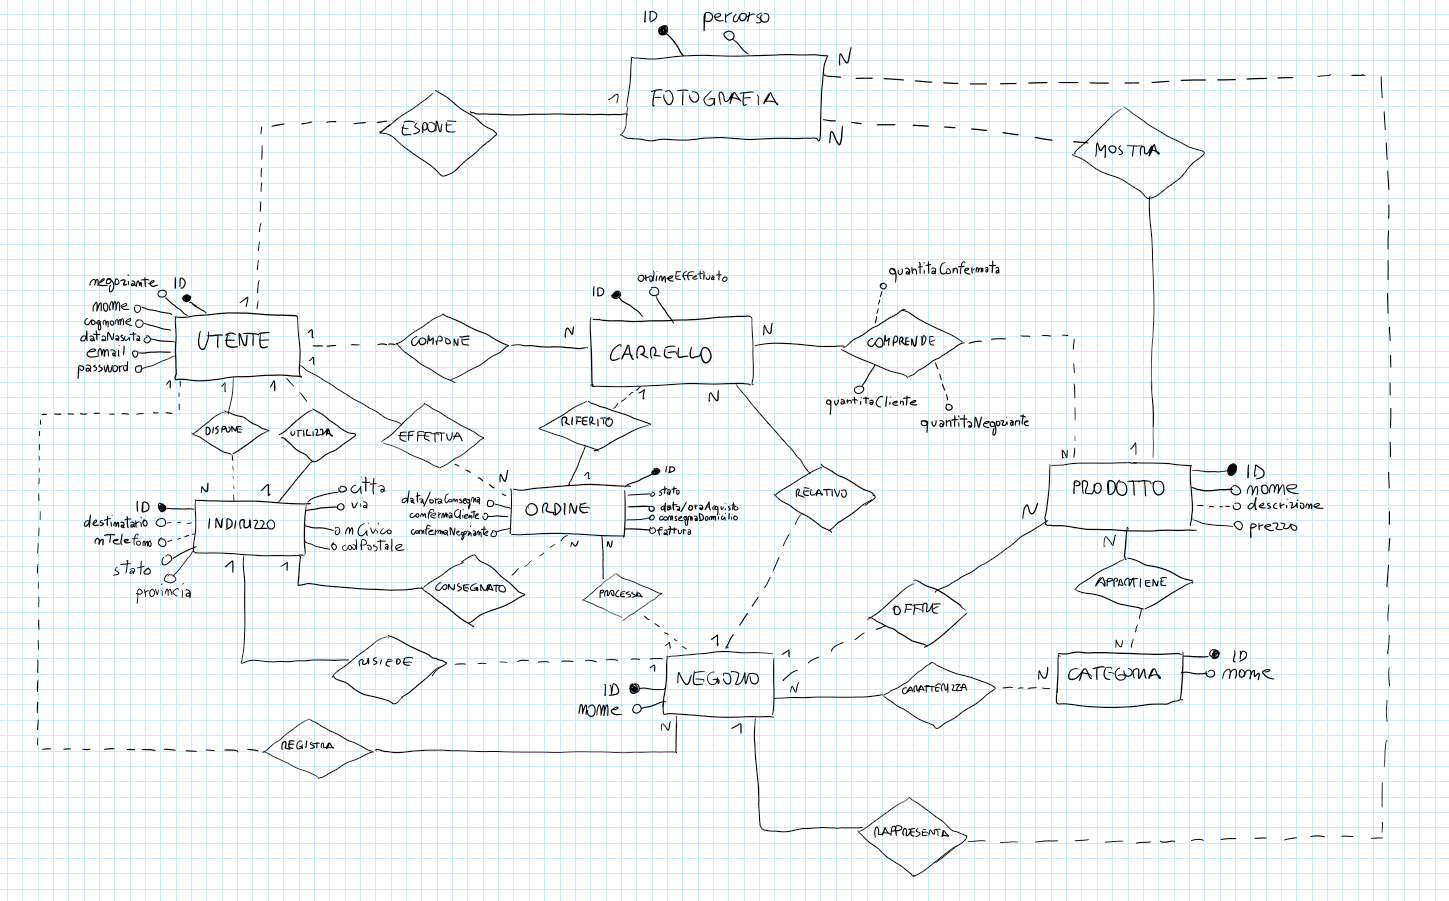 ID percorso
N
1 FOTOGRAFIA
N
ESPONE
MOSTRA
negoziante ID
nome
cognome
dataNascita
email
password
1
UTENTE
1
1
1 1 1
COMPONE
N
ID ordineEffettuato
CARRELLO
N
1 N
quantitaConfermata
COMPRENDE
quantitaCliente
quantitaNegoziante
DISPONE
UTILIZZA
EFFETTUA
RIFERITO
RELATIVO
N 1
PRODOTTO
ID
nome
descrizione
prezzo
N
N
N 1
ID
destinatario
nTelefono
stato
provincia
INDIRIZZO
citta
via
nCivico
codPostale
1 1
N 1
data/oraConsegna
confermaCliente
confermaNegoziante
ORDINE
ID
stato
data/oraAcquisto
consegnaDomicilio
fattura
N N
CONSEGNATO
PROCESSA
OFFRE
APPARTIENE
RISIEDE
1 1 1 1
ID
nome
NEGOZIO
N
N 1
CARATTERIZZA
N
N
CATEGORIA
ID
nome
REGISTRA
RAPPRESENTA